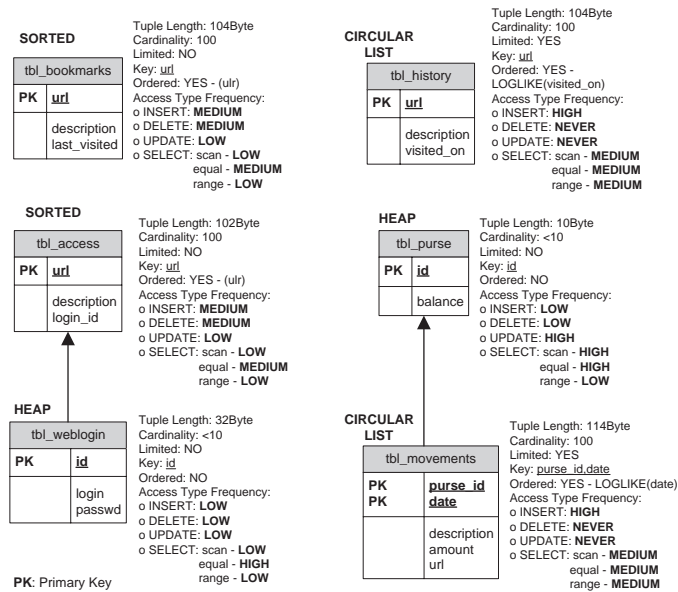 SORTED
tbl_bookmarks
PK url
description
last_visited
Tuple Length: 104Byte
Cardinality: 100
Limited: NO
Key: url
Ordered: YES - (ulr)
Access Type Frequency:
o INSERT: MEDIUM
o DELETE: MEDIUM
o UPDATE: LOW
o SELECT: scan - LOW
equal - MEDIUM
range - LOW
CIRCULAR
LIST
tbl_history
PK url
description
visited_on
Tuple Length: 104Byte
Cardinality: 100
Limited: YES
Key: url
Ordered: YES -
LOGLIKE(visited_on)
Access Type Frequency:
o INSERT: HIGH
o DELETE: NEVER
o UPDATE: NEVER
o SELECT: scan - MEDIUM
equal - MEDIUM
range - MEDIUM
SORTED
tbl_access
PK url
description
login_id
Tuple Length: 102Byte
Cardinality: 100
Limited: NO
Key: url
Ordered: YES - (ulr)
Access Type Frequency:
o INSERT: MEDIUM
o DELETE: MEDIUM
o UPDATE: LOW
o SELECT: scan - LOW
equal - MEDIUM
range - LOW
HEAP
tbl_purse
PK id
balance
Tuple Length: 10Byte
Cardinality: <10
Limited: NO
Key: id
Ordered: NO
Access Type Frequency:
o INSERT: LOW
o DELETE: LOW
o UPDATE: HIGH
o SELECT: scan - HIGH
equal - HIGH
range - LOW
HEAP
tbl_weblogin
PK id
login
passwd
Tuple Length: 32Byte
Cardinality: <10
Limited: NO
Key: id
Ordered: NO
Access Type Frequency:
o INSERT: LOW
o DELETE: LOW
o UPDATE: LOW
o SELECT: scan - LOW
equal - HIGH
range - LOW
CIRCULAR
LIST
tbl_movements
PK purse_id
PK date
description
amount
url
Tuple Length: 114Byte
Cardinality: 100
Limited: YES
Key: purse_id,date
Ordered: YES - LOGLIKE(date)
Access Type Frequency:
o INSERT: HIGH
o DELETE: NEVER
o UPDATE: NEVER
o SELECT: scan - MEDIUM
equal - MEDIUM
range - MEDIUM
PK: Primary Key